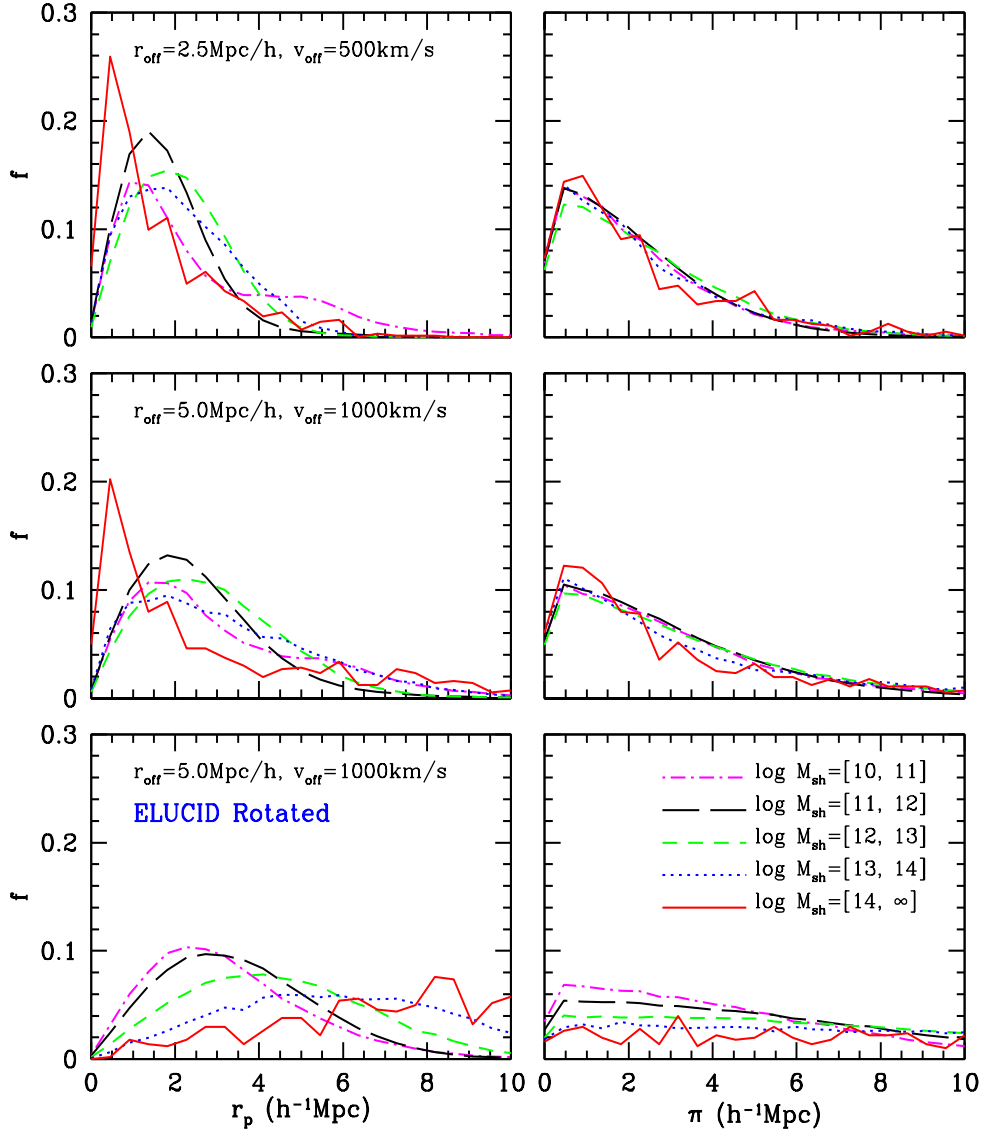 0.3
r_off=2.5Mpc/h, v_off=500km/s
0.2
f
0.1
0
0.3
r_off=5.0Mpc/h, v_off=1000km/s
0.2
f
0.1
0
0.3
r_off=5.0Mpc/h, v_off=1000km/s
ELUCID Rotated
log M_sh=[10, 11]
log M_sh=[11, 12]
log M_sh=[12, 13]
log M_sh=[13, 14]
log M_sh=[14, ∞]
0.2
f
0.1
0
0 2 4 6 8 10 0 2 4 6 8 10
r_p (h⁻¹Mpc) π (h⁻¹Mpc)